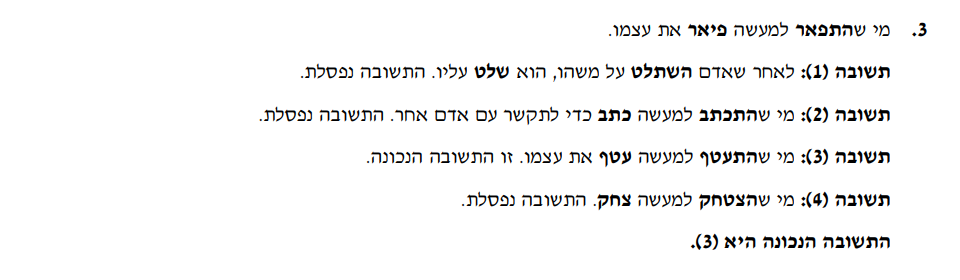 3. מי שהתפאר למעשה פיאר את עצמו.
תשובה (1): לאחר שאדם השתלט על משהו, הוא שלט עליו. התשובה נפסלת.
תשובה (2): מי שהתכתב למעשה כתב כדי לתקשר עם אדם אחר. התשובה נפסלת.
תשובה (3): מי שהתעטף למעשה עטף את עצמו. זו התשובה הנכונה.
תשובה (4): מי שהצטחק למעשה צחק. התשובה נפסלת.
התשובה הנכונה היא (3).